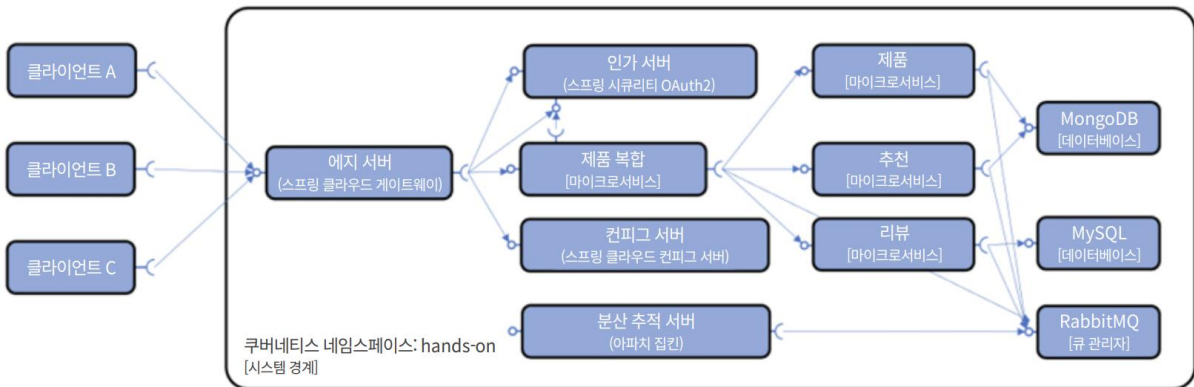 클라이언트 A
클라이언트 B
클라이언트 C
에지 서버
(스프링 클라우드 게이트웨이)
인가 서버
(스프링 시큐리티 OAuth2)
제품 복합
[마이크로서비스]
컨피그 서버
(스프링 클라우드 컨피그 서버)
분산 추적 서버
(아파치 집킨)
제품
[마이크로서비스]
추천
[마이크로서비스]
리뷰
[마이크로서비스]
MongoDB
[데이터베이스]
MySQL
[데이터베이스]
RabbitMQ
[큐 관리자]
쿠버네티스 네임스페이스: hands-on
[시스템 경계]